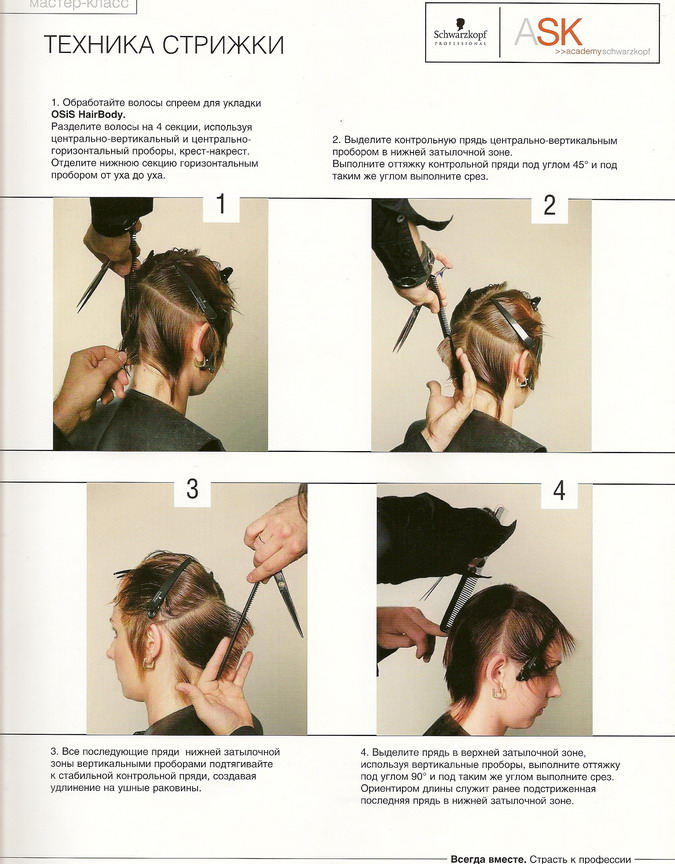 мастер-класс
ТЕХНИКА СТРИЖКИ
Schwarzkopf
PROFESSIONAL
ASK
>>academyschwarzkopf
1. Обработайте волосы спреем для укладки
OSiS HairBody.
Разделите волосы на 4 секции, используя
центрально-вертикальный и центрально-
горизонтальный проборы, крест-накрест.
Отделите нижнюю секцию горизонтальным
пробором от уха до уха.
2. Выделите контрольную прядь центрально-вертикальным
пробором в нижней затылочной зоне.
Выполните оттяжку контрольной пряди под углом 45° и под
таким же углом выполните срез.
1
2
3
4
3. Все последующие пряди нижней затылочной
зоны вертикальными проборами подтягивайте
к стабильной контрольной пряди, создавая
удлинение на ушные раковины.
4. Выделите прядь в верхней затылочной зоне,
используя вертикальные проборы, выполните оттяжку
под углом 90° и под таким же углом выполните срез.
Ориентиром длины служит ранее подстриженная
последняя прядь в нижней затылочной зоне.
Всегда вместе. Страсть к профессии